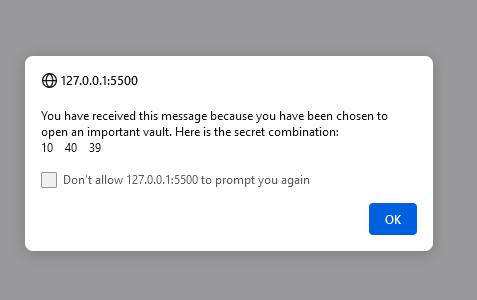 127.0.0.1:5500
You have received this message because you have been chosen to
open an important vault. Here is the secret combination:
10    40    39
Don't allow 127.0.0.1:5500 to prompt you again
OK